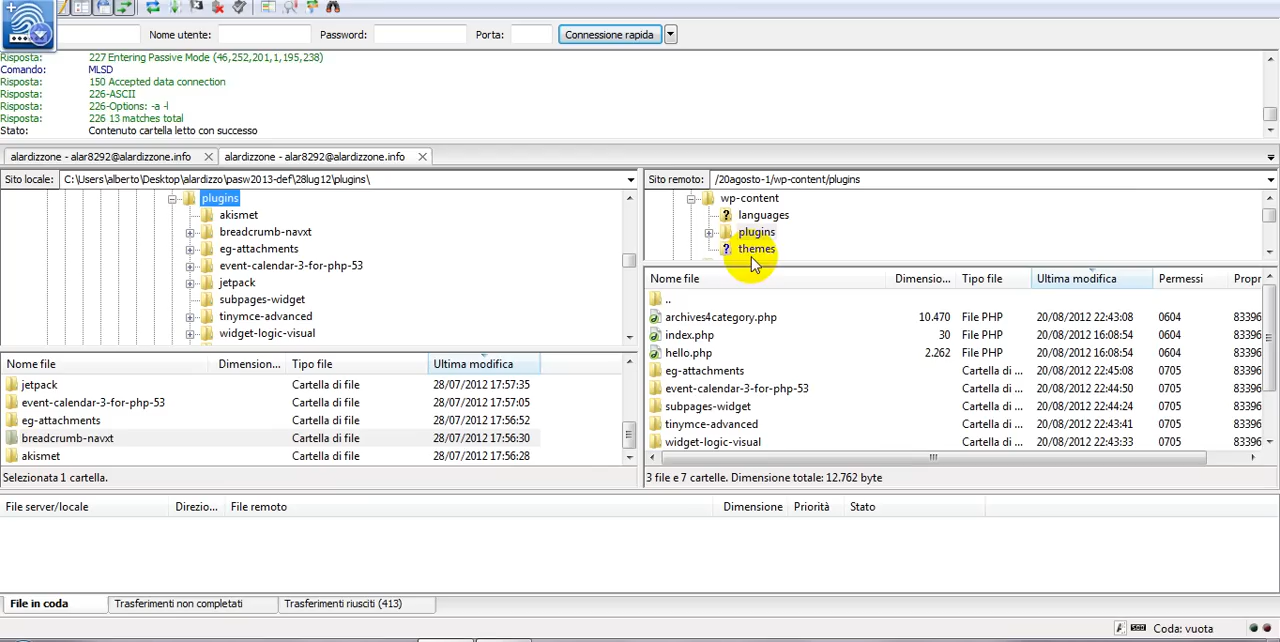 Nome utente: Password: Porta: Connessione rapida
Risposta: 227 Entering Passive Mode (46,252,201,1,195,238)
Comando: MLSD
Risposta: 150 Accepted data connection
Risposta: 226-ASCII
Risposta: 226-Options: -a -l
Risposta: 226 13 matches total
Stato: Contenuto cartella letto con successo
alardizzone - alar8292@alardizzone.info alardizzone - alar8292@alardizzone.info
Sito locale: C:\Users\alberto\Desktop\alardizzo\pasw2013-def\28lug12\plugins\
plugins
akismet
breadcrumb-navxt
eg-attachments
event-calendar-3-for-php-53
jetpack
subpages-widget
tinymce-advanced
widget-logic-visual
Nome file Dimension... Tipo file Ultima modifica
jetpack Cartella di file 28/07/2012 17:57:35
event-calendar-3-for-php-53 Cartella di file 28/07/2012 17:57:05
eg-attachments Cartella di file 28/07/2012 17:56:52
breadcrumb-navxt Cartella di file 28/07/2012 17:56:30
akismet Cartella di file 28/07/2012 17:56:28
Selezionata 1 cartella.
Sito remoto: /20agosto-1/wp-content/plugins
wp-content
languages
plugins
themes
Nome file Dimensio... Tipo file Ultima modifica Permessi Propr
..
archives4category.php 10.470 File PHP 20/08/2012 22:43:08 0604 83396
index.php 30 File PHP 20/08/2012 16:08:54 0604 83396
hello.php 2.262 File PHP 20/08/2012 16:08:54 0604 83396
eg-attachments Cartella di ... 20/08/2012 22:45:08 0705 83396
event-calendar-3-for-php-53 Cartella di ... 20/08/2012 22:44:50 0705 83396
subpages-widget Cartella di ... 20/08/2012 22:44:24 0705 83396
tinymce-advanced Cartella di ... 20/08/2012 22:43:41 0705 83396
widget-logic-visual Cartella di ... 20/08/2012 22:43:33 0705 83396
3 file e 7 cartelle. Dimensione totale: 12.762 byte
File server/locale Direzio... File remoto Dimensione Priorità Stato
File in coda Trasferimenti non completati Trasferimenti riusciti (413)
Coda: vuota